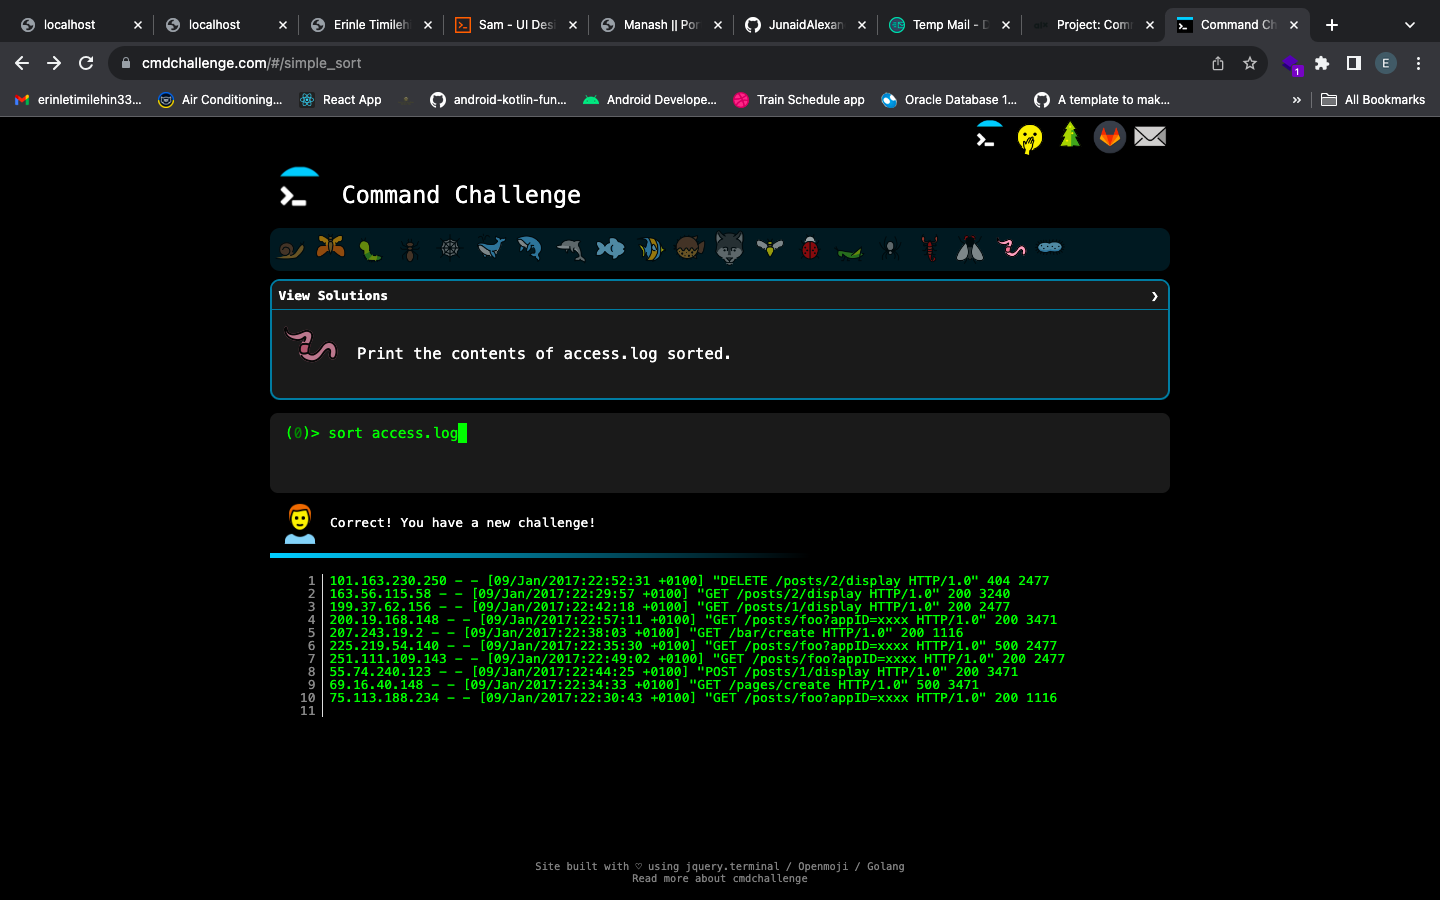 localhost
localhost
Erinle Timileh
Sam - UI Desi
Manash || Por
JunaidAlexan
Temp Mail - D
Project: Com
Command Ch
cmdchallenge.com/#/simple_sort
1
E
erinletimilehin33...
Air Conditioning...
React App
android-kotlin-fun...
Android Develope...
Train Schedule app
Oracle Database 1...
A template to mak...
»
All Bookmarks
Command Challenge
View Solutions
Print the contents of access.log sorted.
(0)> sort access.log
Correct! You have a new challenge!
1 101.163.230.250 - - [09/Jan/2017:22:52:31 +0100] "DELETE /posts/2/display HTTP/1.0" 404 2477
2 163.56.115.58 - - [09/Jan/2017:22:29:57 +0100] "GET /posts/2/display HTTP/1.0" 200 3240
3 199.37.62.156 - - [09/Jan/2017:22:42:18 +0100] "GET /posts/1/display HTTP/1.0" 200 2477
4 200.19.168.148 - - [09/Jan/2017:22:57:11 +0100] "GET /posts/foo?appID=xxxx HTTP/1.0" 200 3471
5 207.243.19.2 - - [09/Jan/2017:22:38:03 +0100] "GET /bar/create HTTP/1.0" 200 1116
6 225.219.54.140 - - [09/Jan/2017:22:35:30 +0100] "GET /posts/foo?appID=xxxx HTTP/1.0" 500 2477
7 251.111.109.143 - - [09/Jan/2017:22:49:02 +0100] "GET /posts/foo?appID=xxxx HTTP/1.0" 200 2477
8 55.74.240.123 - - [09/Jan/2017:22:44:25 +0100] "POST /posts/1/display HTTP/1.0" 200 3471
9 69.16.40.148 - - [09/Jan/2017:22:34:33 +0100] "GET /pages/create HTTP/1.0" 500 3471
10 75.113.188.234 - - [09/Jan/2017:22:30:43 +0100] "GET /posts/foo?appID=xxxx HTTP/1.0" 200 1116
11
Site built with ♡ using jquery.terminal / Openmoji / Golang
Read more about cmdchallenge